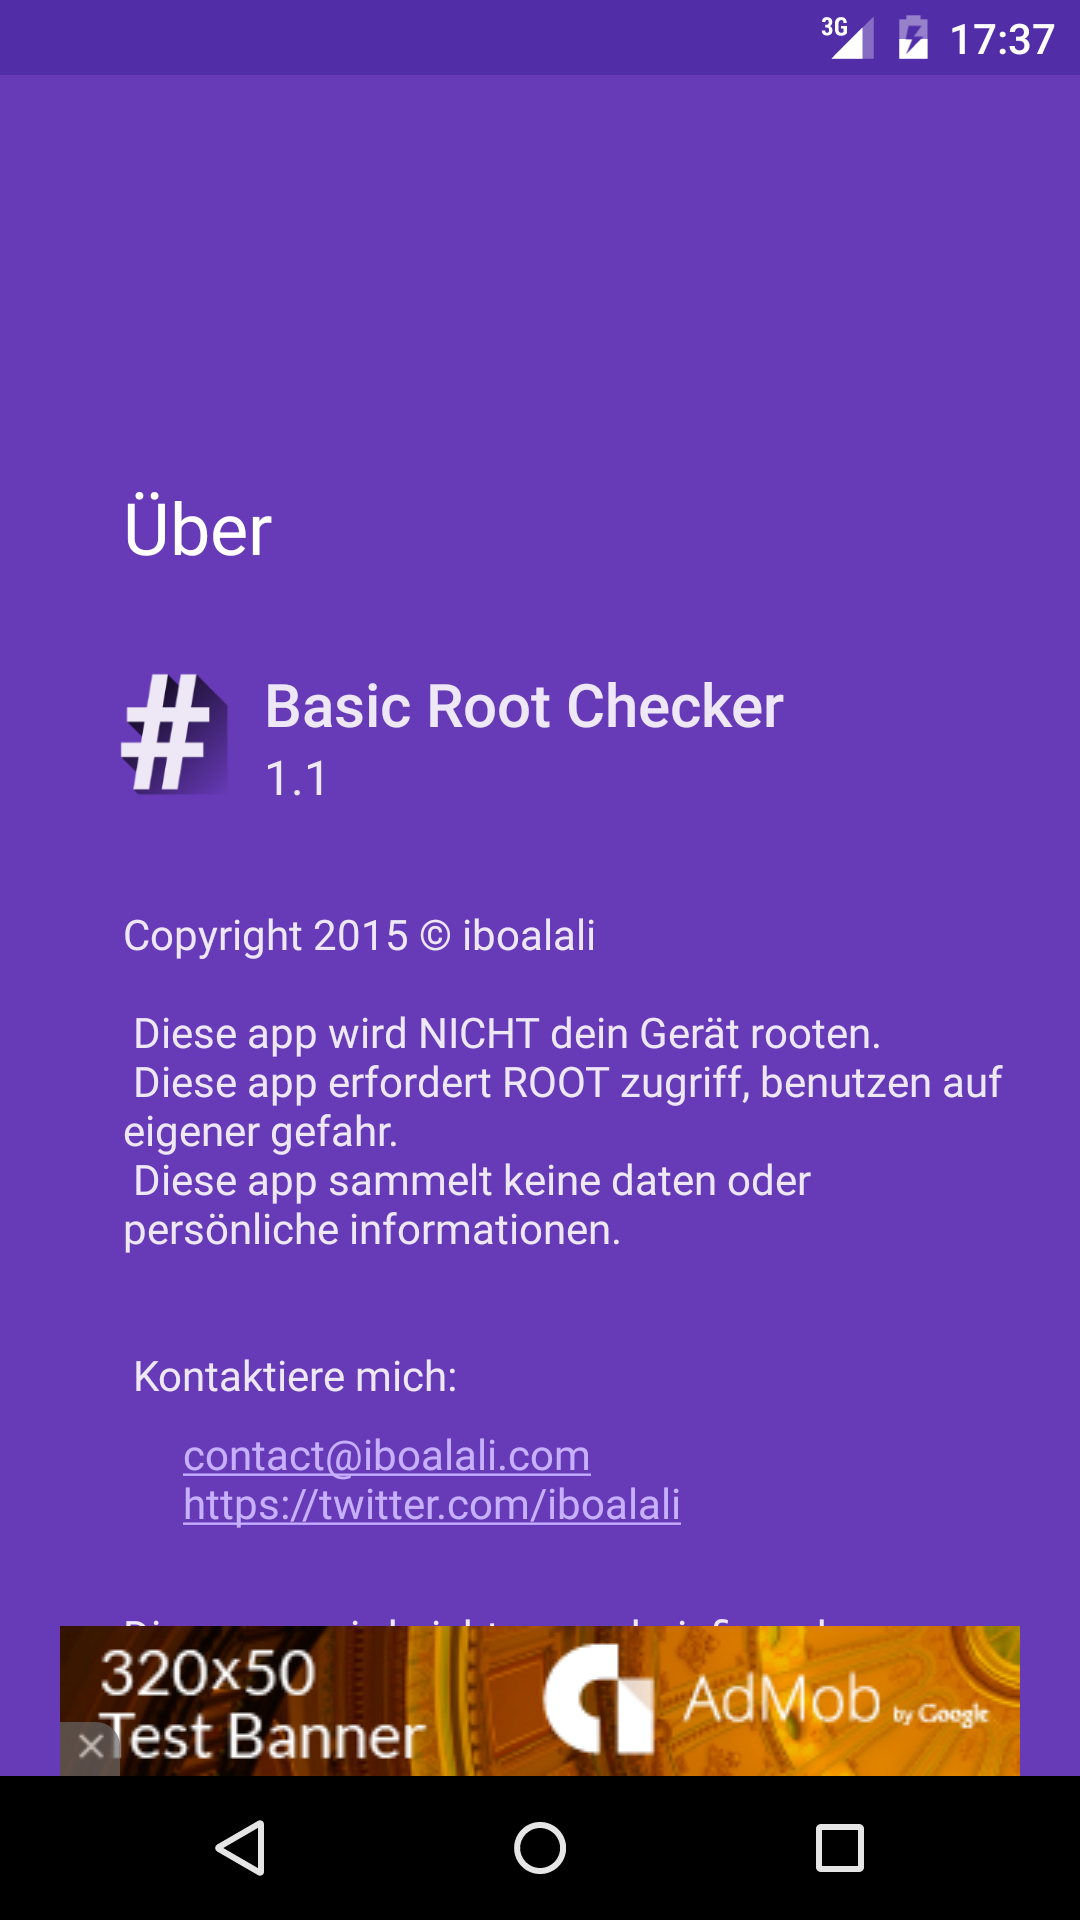 3G 17:37
Über
#
Basic Root Checker
1.1
Copyright 2015 © iboalali
Diese app wird NICHT dein Gerät rooten.
Diese app erfordert ROOT zugriff, benutzen auf
eigener gefahr.
Diese app sammelt keine daten oder
persönliche informationen.
Kontaktiere mich:
contact@iboalali.com
https://twitter.com/iboalali
320x50
Test Banner
AdMob by Google